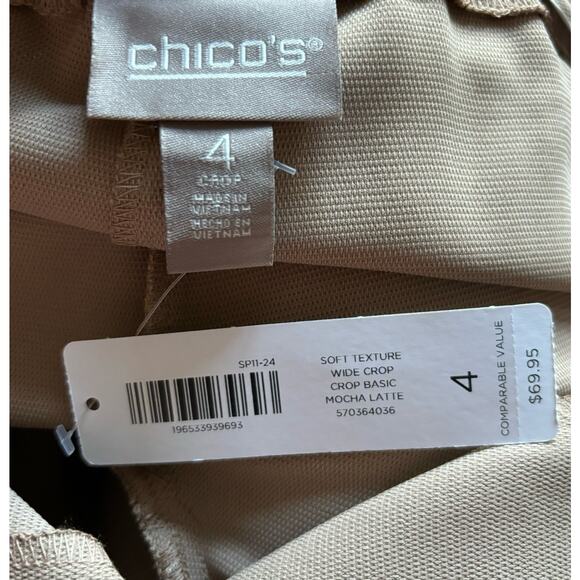 chico's®
4
CROP
MADE IN
VIETNAM
HECHO EN
VIETNAM
SP11-24
196533939693
SOFT TEXTURE
WIDE CROP
CROP BASIC
MOCHA LATTE
570364036
4
COMPARABLE VALUE
$69.95